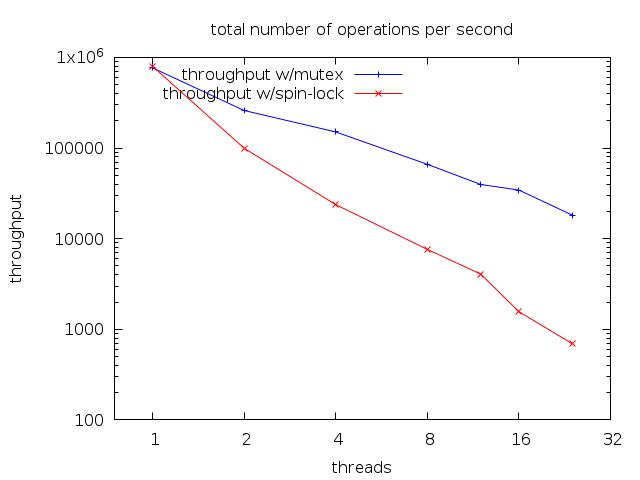 total number of operations per second
1x10^6
throughput w/mutex
throughput w/spin-lock
100000
10000
1000
100
throughput
1 2 4 8 16 32
threads